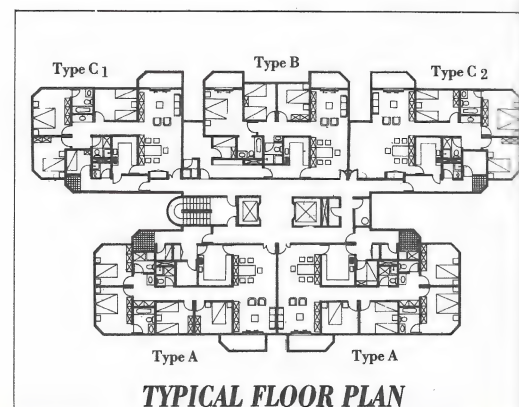 Type C 1
Type B
Type C 2
Type A
Type A
TYPICAL FLOOR PLAN